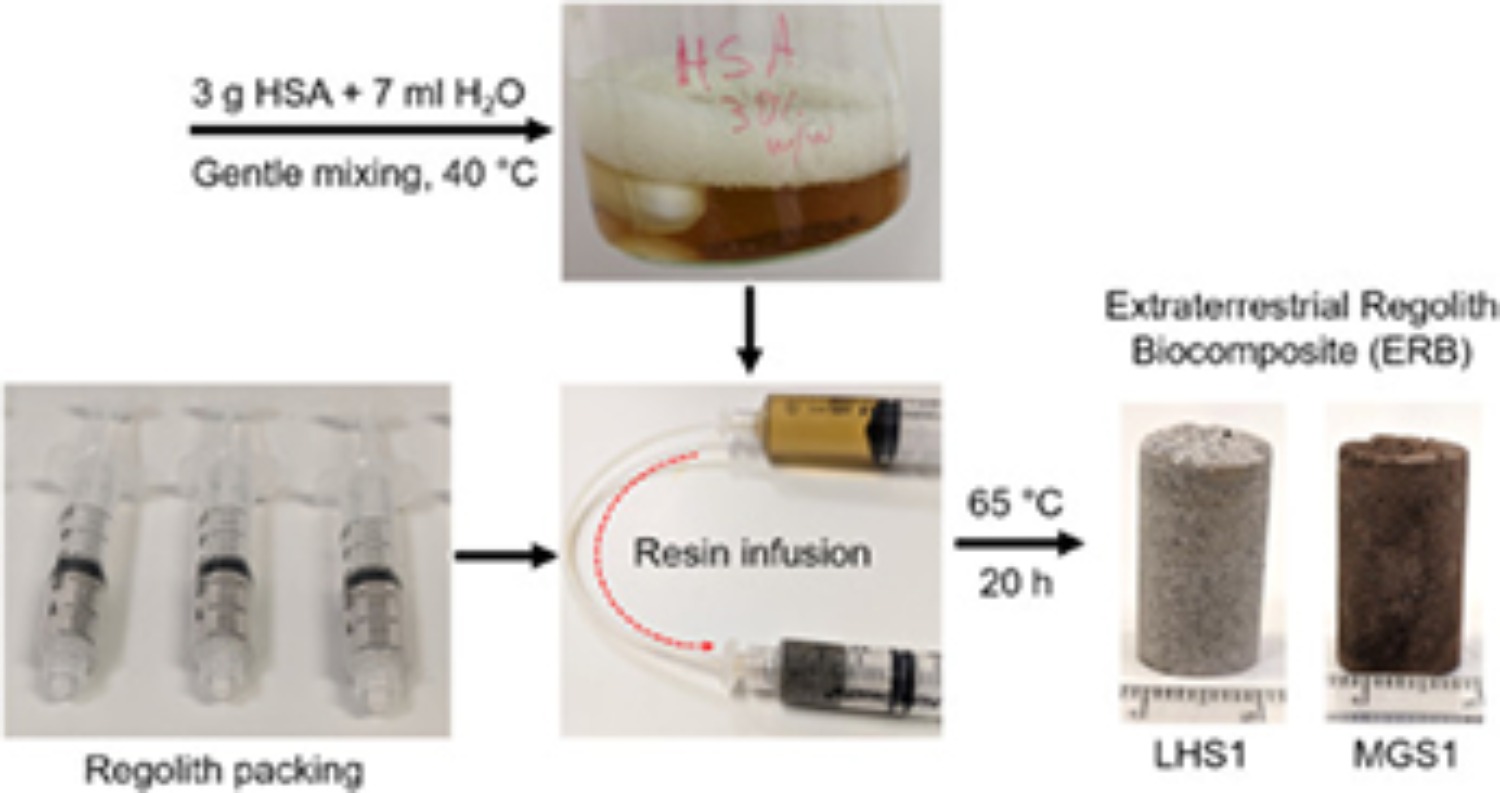 3 g HSA + 7 ml H₂O
Gentle mixing, 40 °C
HSA
30%
w/w
Extraterrestrial Regolith
Biocomposite (ERB)
Resin infusion
65 °C
20 h
Regolith packing
LHS1
MGS1